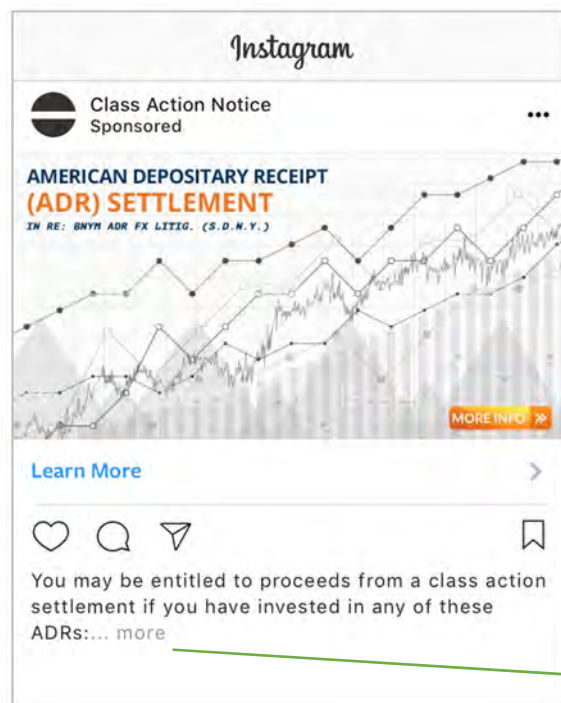 Instagram
Class Action Notice
Sponsored
AMERICAN DEPOSITARY RECEIPT
(ADR) SETTLEMENT
IN RE: BNYM ADR FX LITIG. (S.D.N.Y.)
MORE INFO
Learn More
You may be entitled to proceeds from a class action
settlement if you have invested in any of these
ADRs:... more